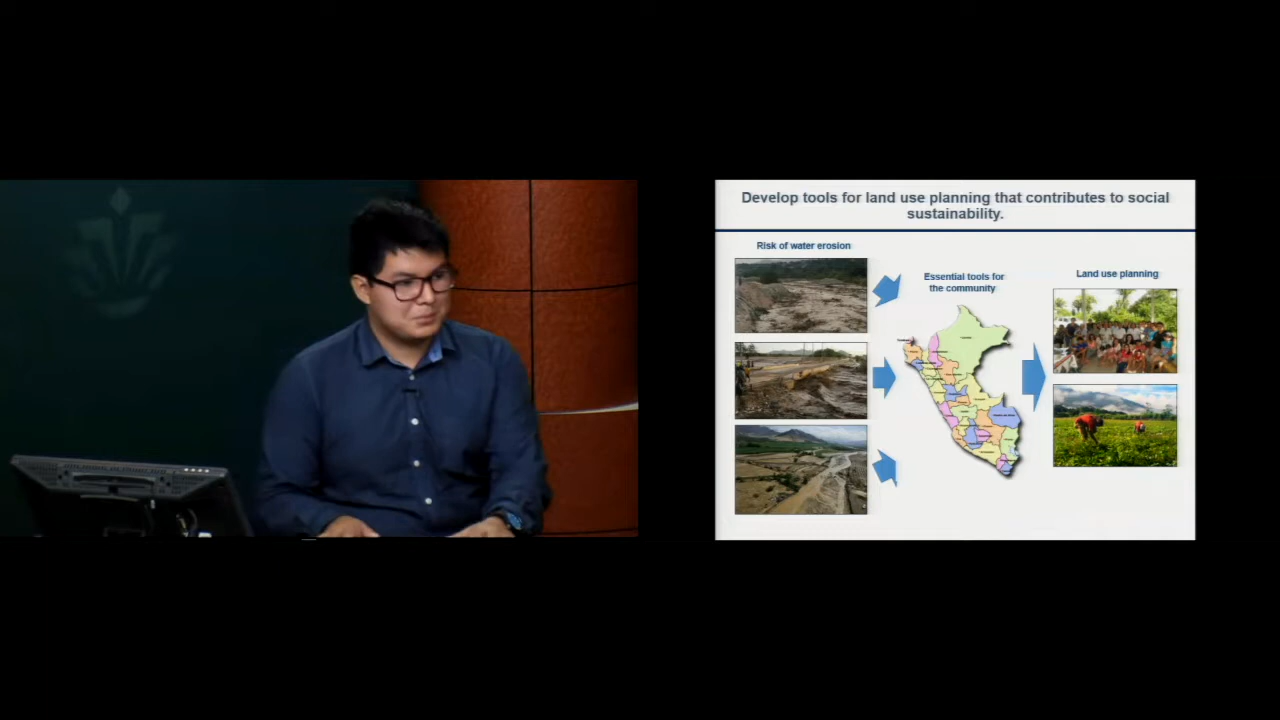 Develop tools for land use planning that contributes to social
sustainability.
Risk of water erosion
Essential tools for
the community
Land use planning